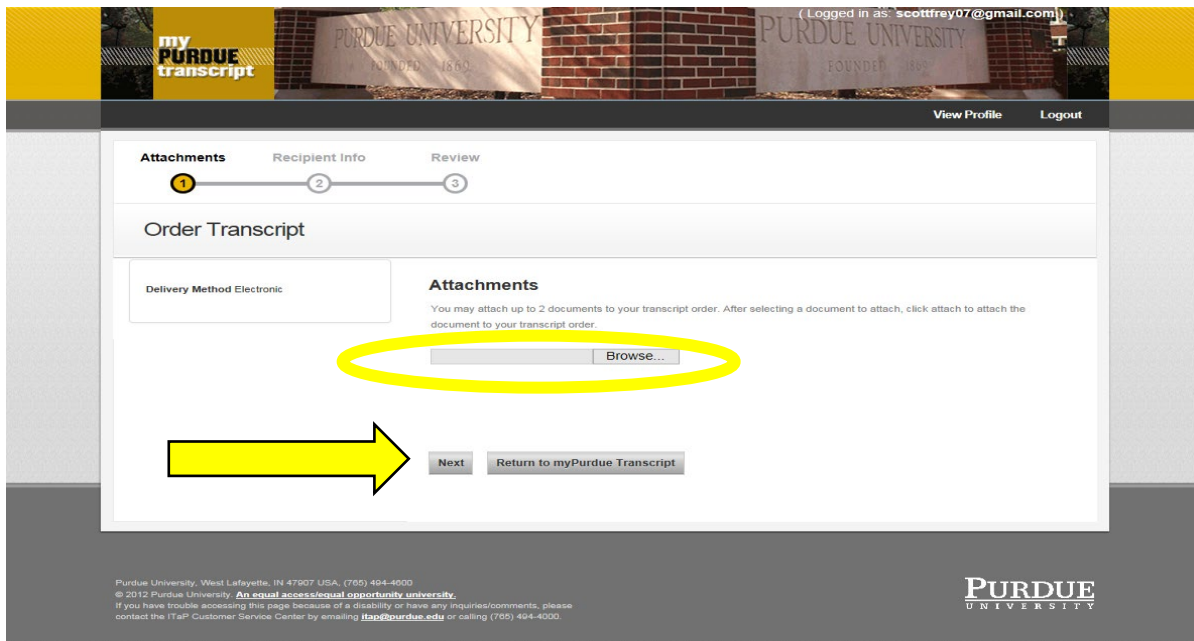 my
PURDUE
transcript
PURDUE UNIVERSITY
FOUNDED 1869
PURDUE UNIVERSITY
FOUNDED 1869
( Logged in as: scottfrey07@gmail.com )
View Profile Logout
Attachments Recipient Info Review
1 2 3
Order Transcript
Delivery Method Electronic
Attachments
You may attach up to 2 documents to your transcript order. After selecting a document to attach, click attach to attach the
document to your transcript order.
Browse...
Next Return to myPurdue Transcript
Purdue University, West Lafayette, IN 47907 USA, (765) 494-4600
© 2012 Purdue University. An equal access/equal opportunity university.
If you have trouble accessing this page because of a disability or have any inquiries/comments, please
contact the ITaP Customer Service Center by emailing itap@purdue.edu or calling (765) 494-4000.
PURDUE
UNIVERSITY